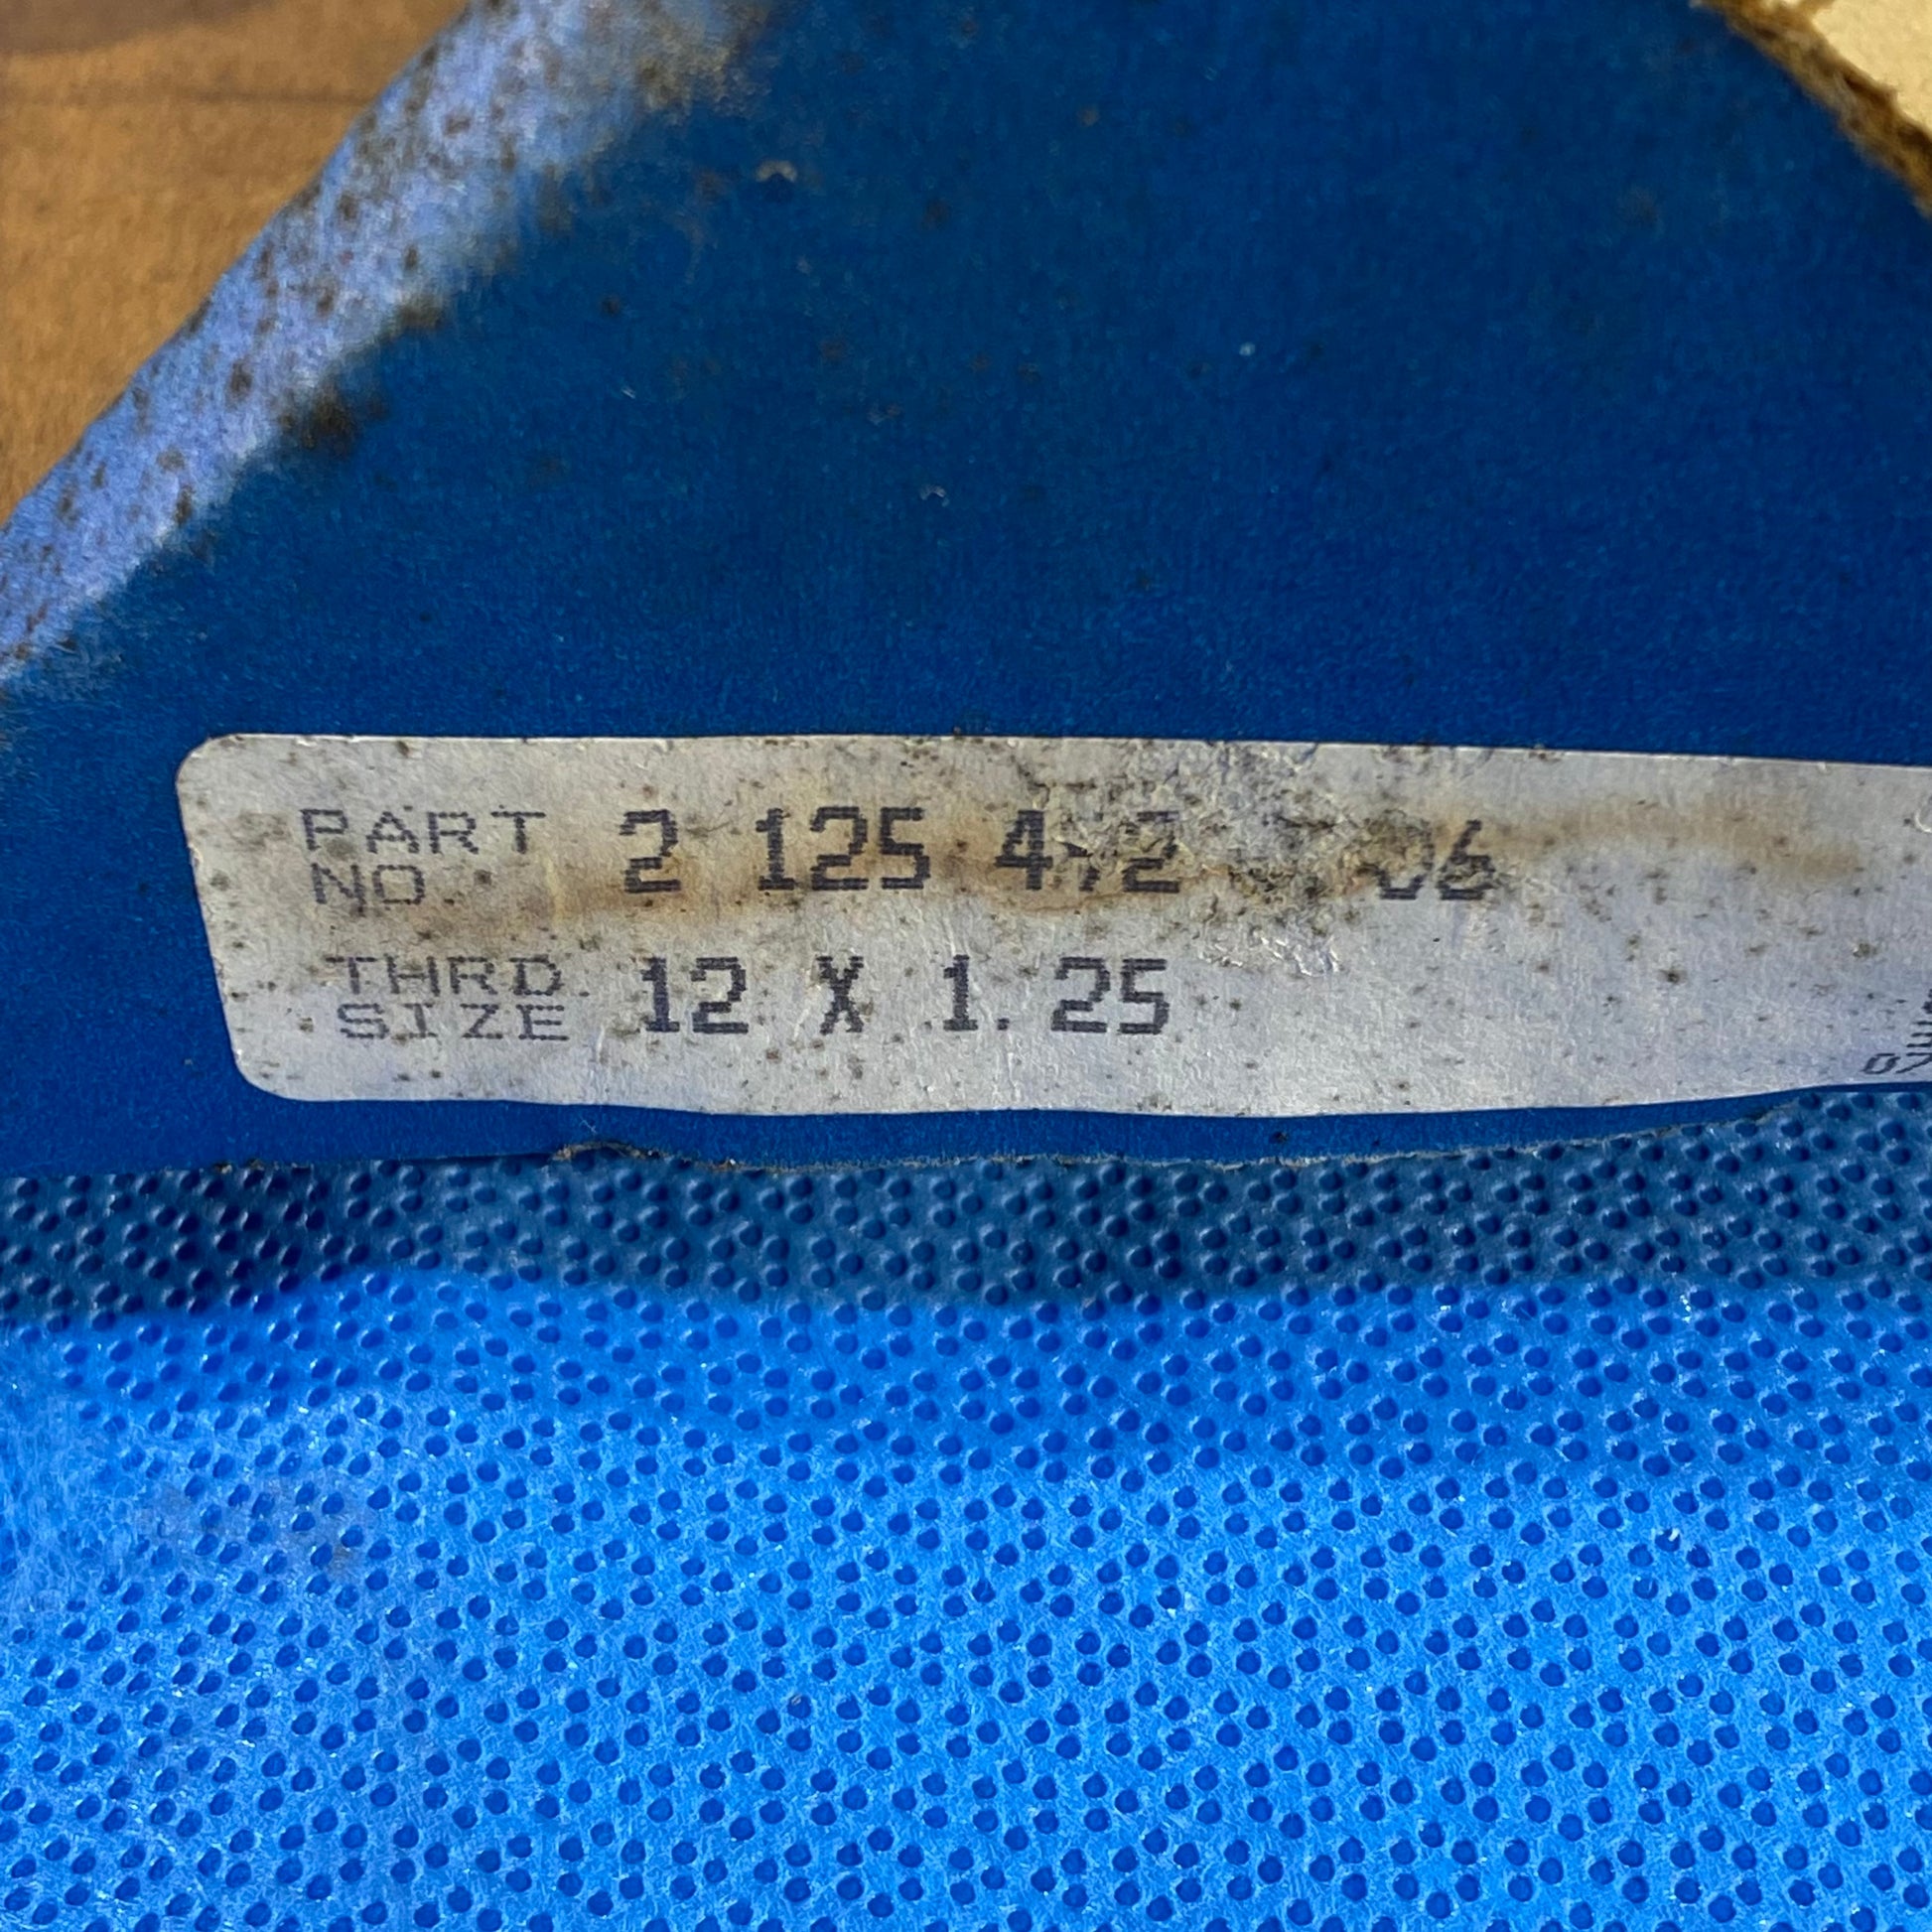 PART NO. 2 125
THRD. SIZE 12 X 1.25